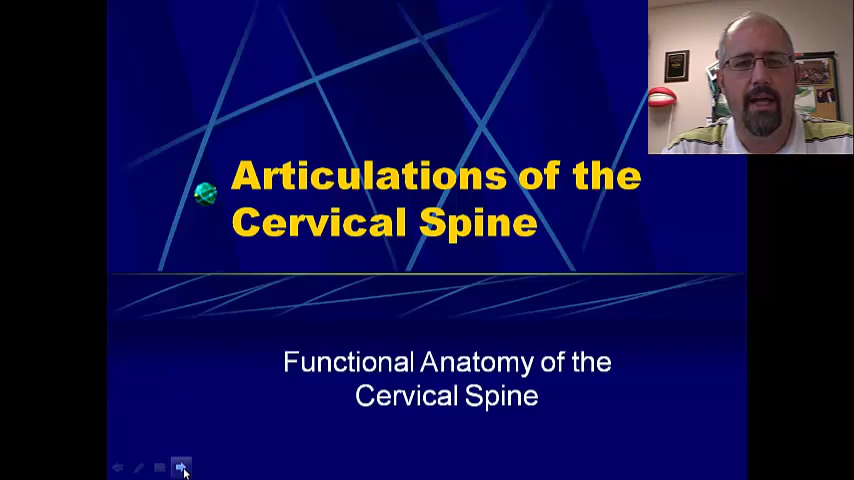 Articulations of the
Cervical Spine
Functional Anatomy of the
Cervical Spine